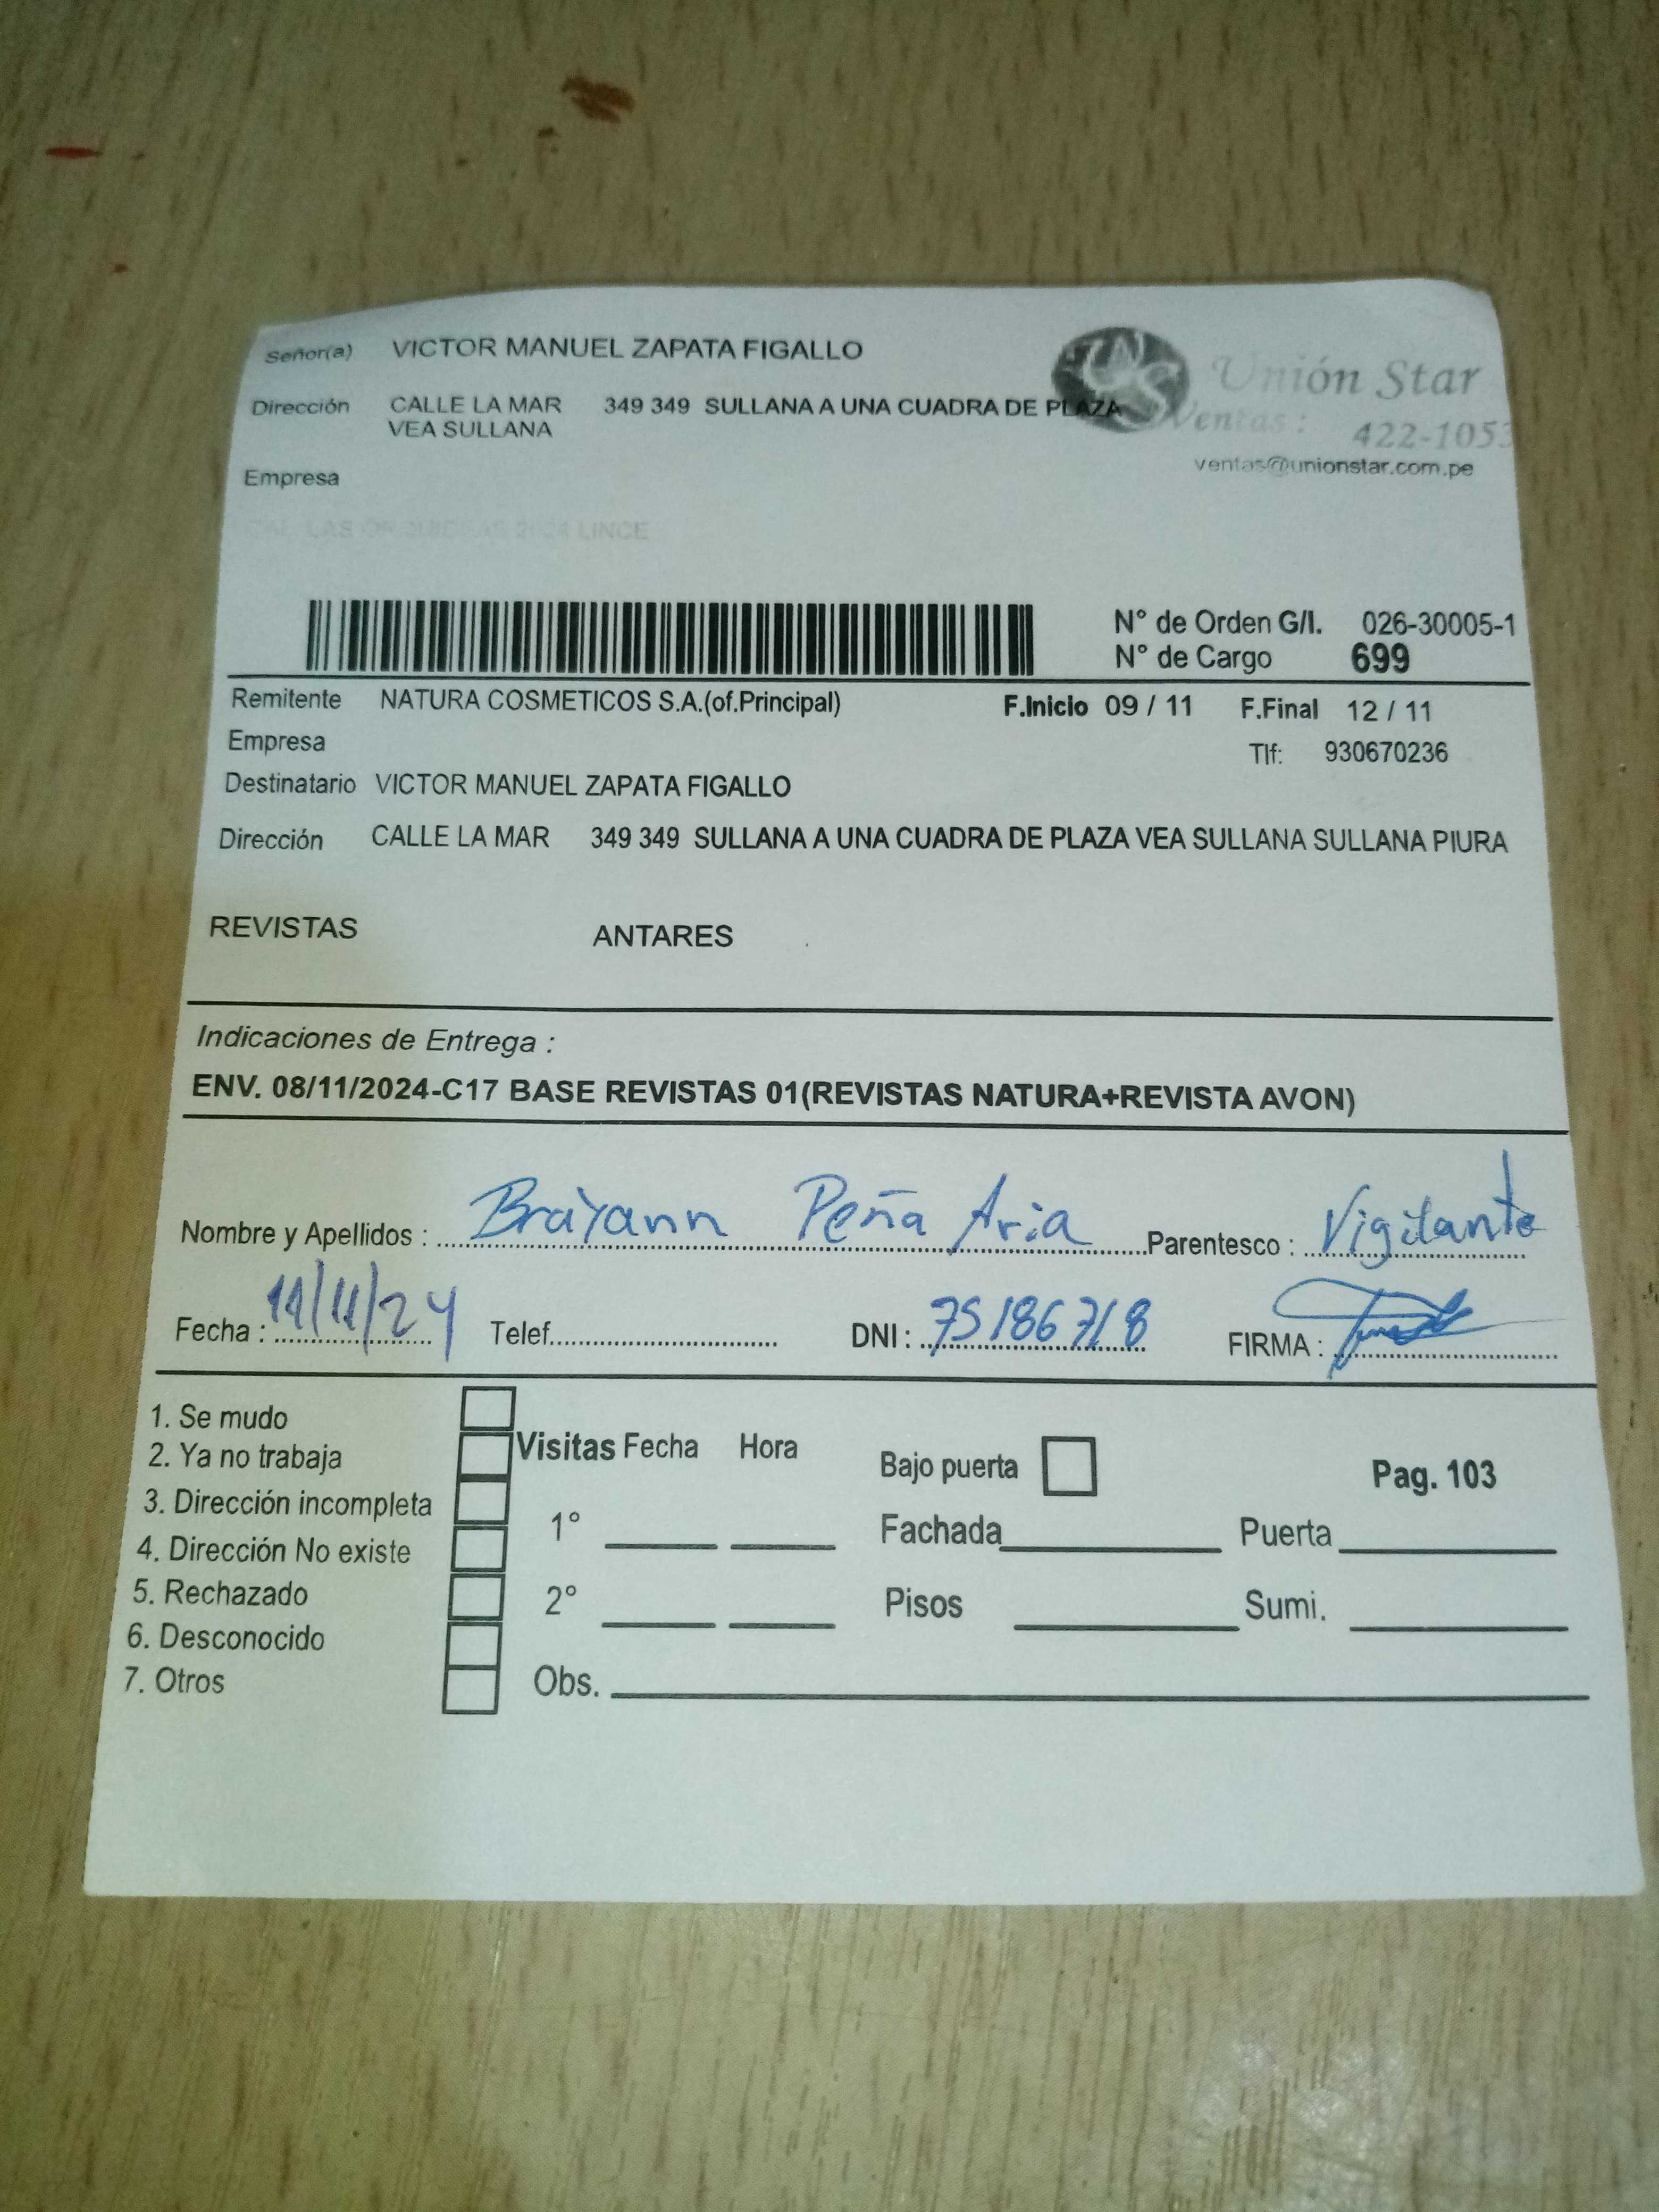 Señor(a) VICTOR MANUEL ZAPATA FIGALLO
Unión Star
Dirección CALLE LA MAR 349 349 SULLANA A UNA CUADRA DE PLAZA
VEA SULLANA
Ventas: 422-1053
ventas@unionstar.com.pe
Empresa
LINCE
N° de Orden G/I. 026-30005-1
N° de Cargo 699
Remitente NATURA COSMETICOS S.A.(of.Principal) F.Inicio 09 / 11 F.Final 12 / 11
Empresa
Tlf: 930670236
Destinatario VICTOR MANUEL ZAPATA FIGALLO
Dirección CALLE LA MAR 349 349 SULLANA A UNA CUADRA DE PLAZA VEA SULLANA SULLANA PIURA
REVISTAS ANTARES
Indicaciones de Entrega :
ENV. 08/11/2024-C17 BASE REVISTAS 01(REVISTAS NATURA+REVISTA AVON)
Nombre y Apellidos : Brayann Peña Aria Parentesco : Vigilante
Fecha : 11/11/24 Telef. DNI : 75186718 FIRMA :
1. Se mudo
2. Ya no trabaja
3. Dirección incompleta
4. Dirección No existe
5. Rechazado
6. Desconocido
7. Otros
Visitas Fecha Hora
1°
2°
Obs.
Bajo puerta
Pag. 103
Fachada Puerta
Pisos Sumi.